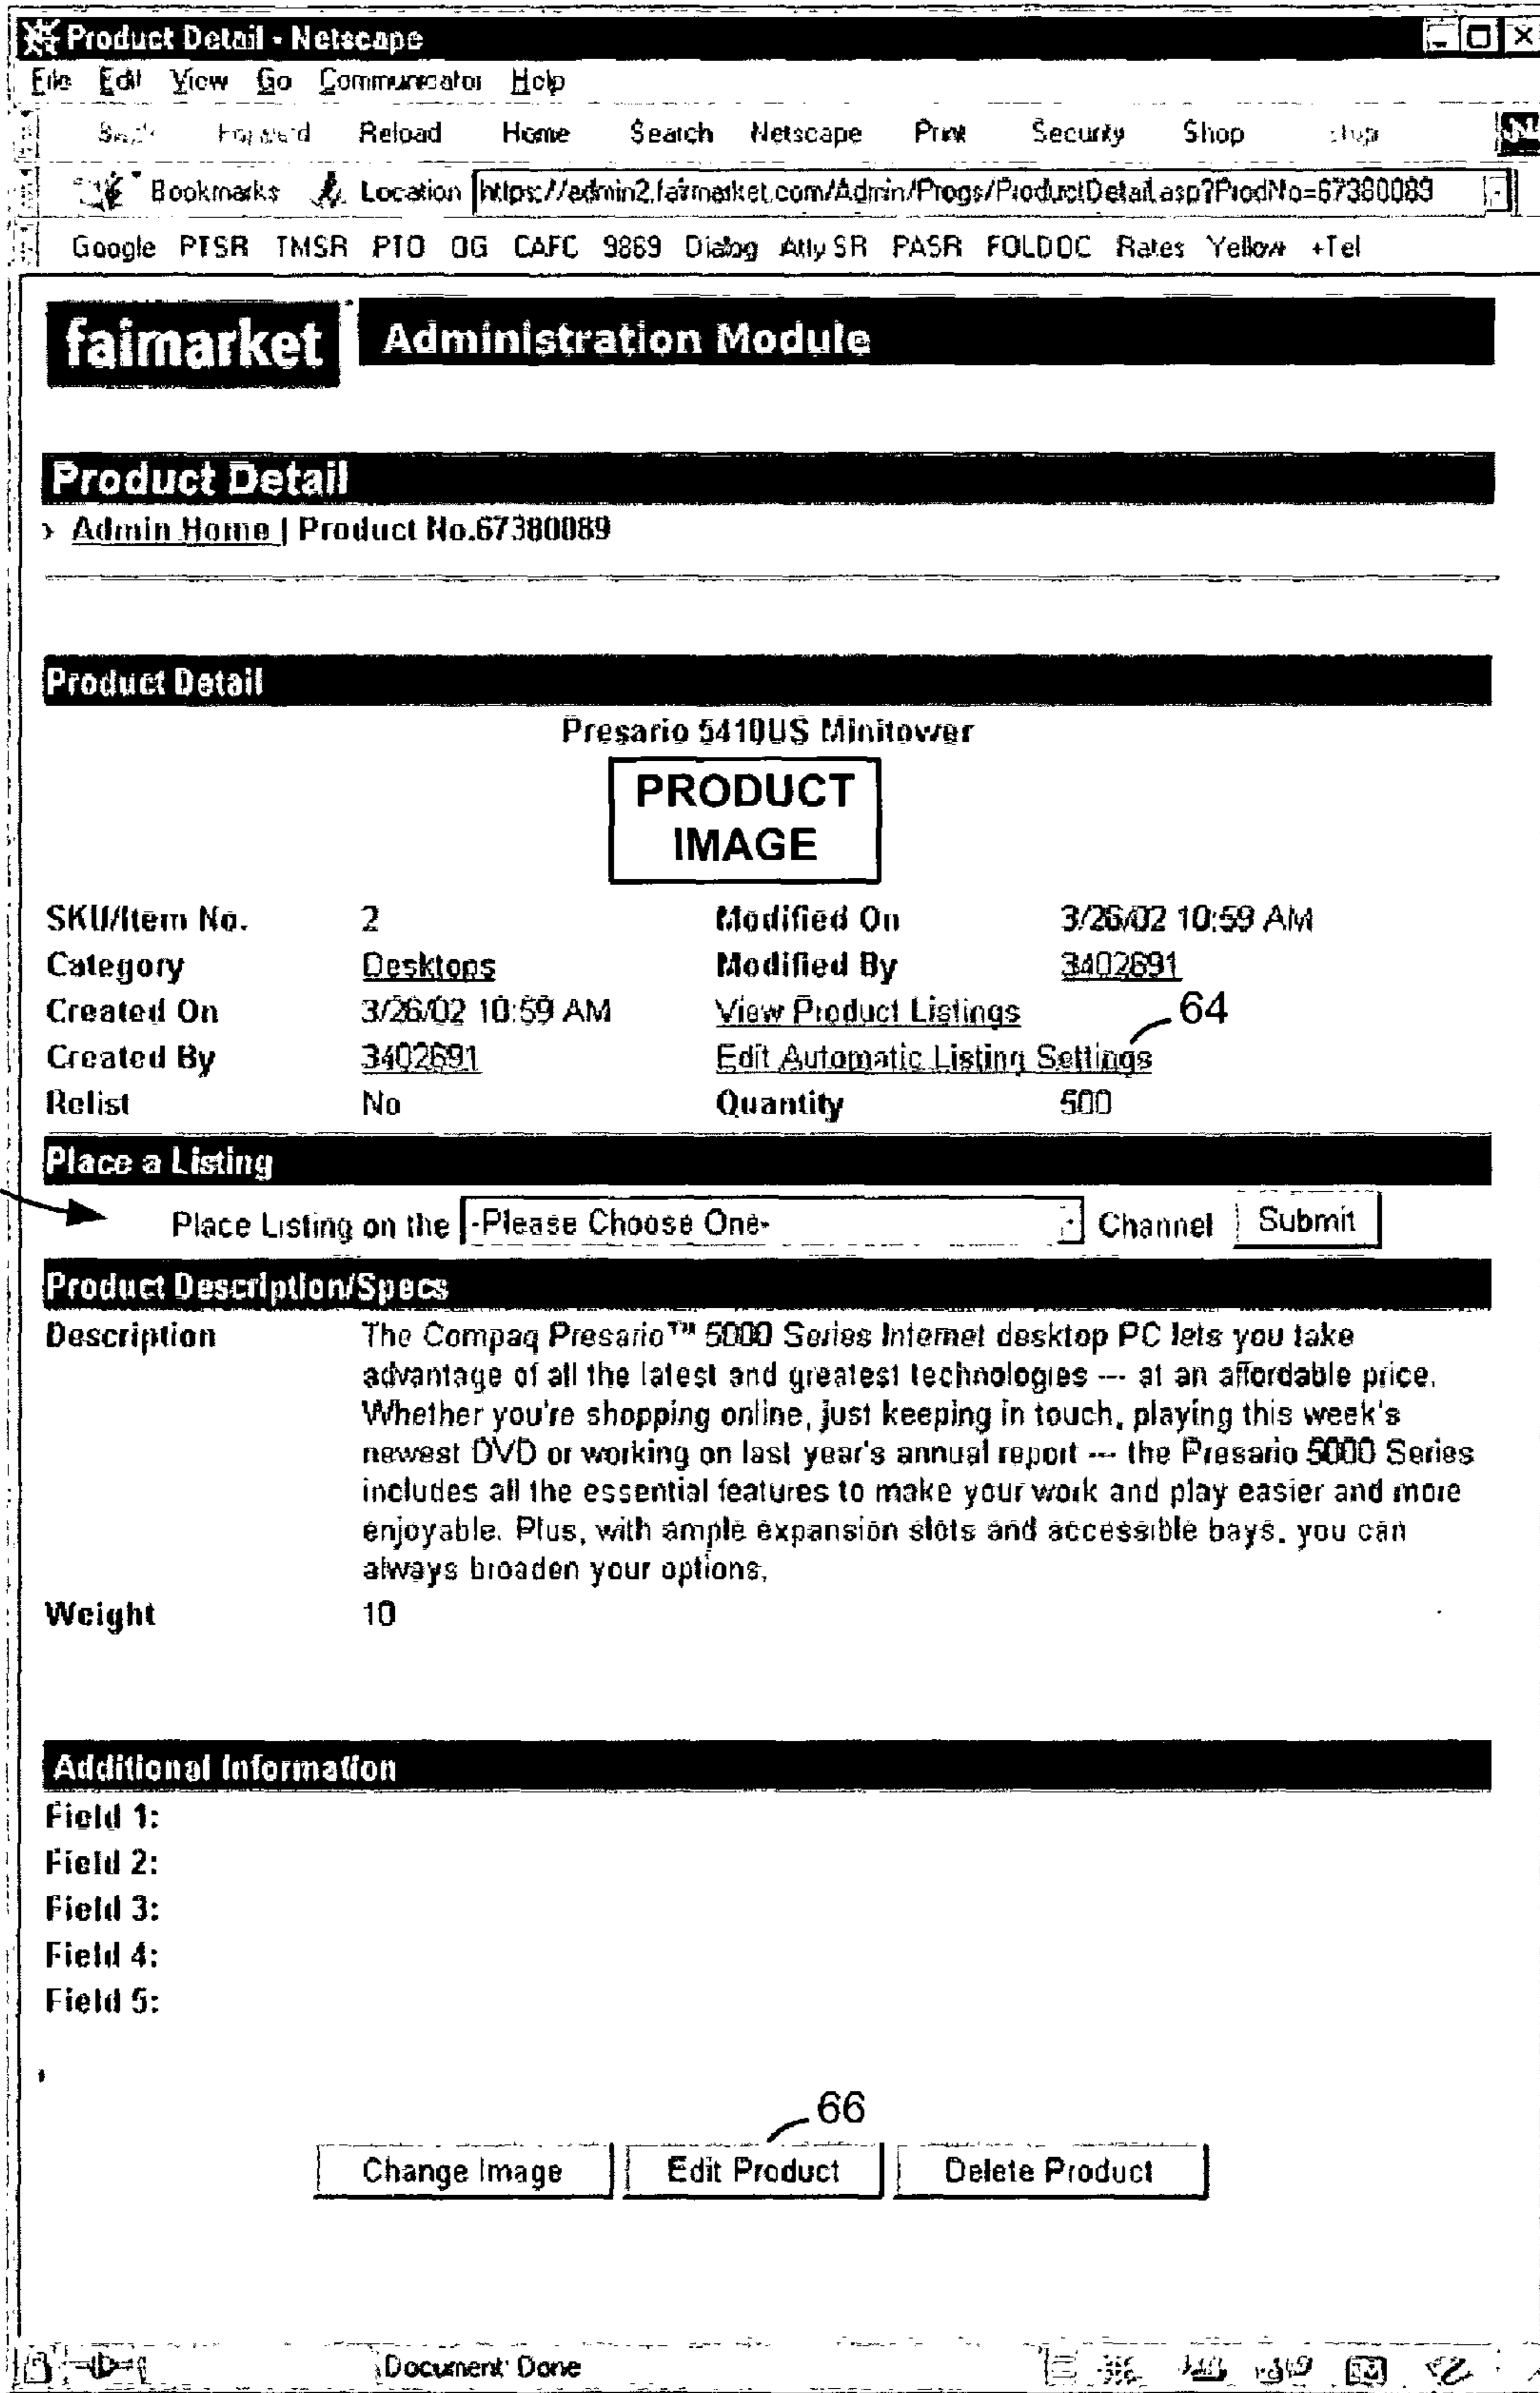 Product Detail - Netscape
File Edit View Go Communicator Help
Reload Home Search Netscape Print Security Shop
Bookmarks Location https://admin2.fairmarket.com/Admin/Progs/ProductDetail.asp?ProdNo=67380089
Google PTSR TMSR PTO OG CAFC 9869 Dialog Atty SR PASR FOLDOC Rates Yellow +Tel
fairmarket Administration Module
Product Detail
› Admin Home | Product No.67380089
Product Detail
Presario 5410US Minitower
PRODUCT
IMAGE
SKU/Item No. 2 Modified On 3/26/02 10:59 AM
Category Desktops Modified By 3402691
Created On 3/26/02 10:59 AM View Product Listings 64
Created By 3402691 Edit Automatic Listing Settings
Relist No Quantity 500
Place a Listing
Place Listing on the -Please Choose One- Channel Submit
Product Description/Specs
Description The Compaq Presario™ 5000 Series Internet desktop PC lets you take
advantage of all the latest and greatest technologies --- at an affordable price.
Whether you're shopping online, just keeping in touch, playing this week's
newest DVD or working on last year's annual report --- the Presario 5000 Series
includes all the essential features to make your work and play easier and more
enjoyable. Plus, with ample expansion slots and accessible bays, you can
always broaden your options.
Weight 10
Additional Information
Field 1:
Field 2:
Field 3:
Field 4:
Field 5:
66
Change Image Edit Product Delete Product
Document: Done